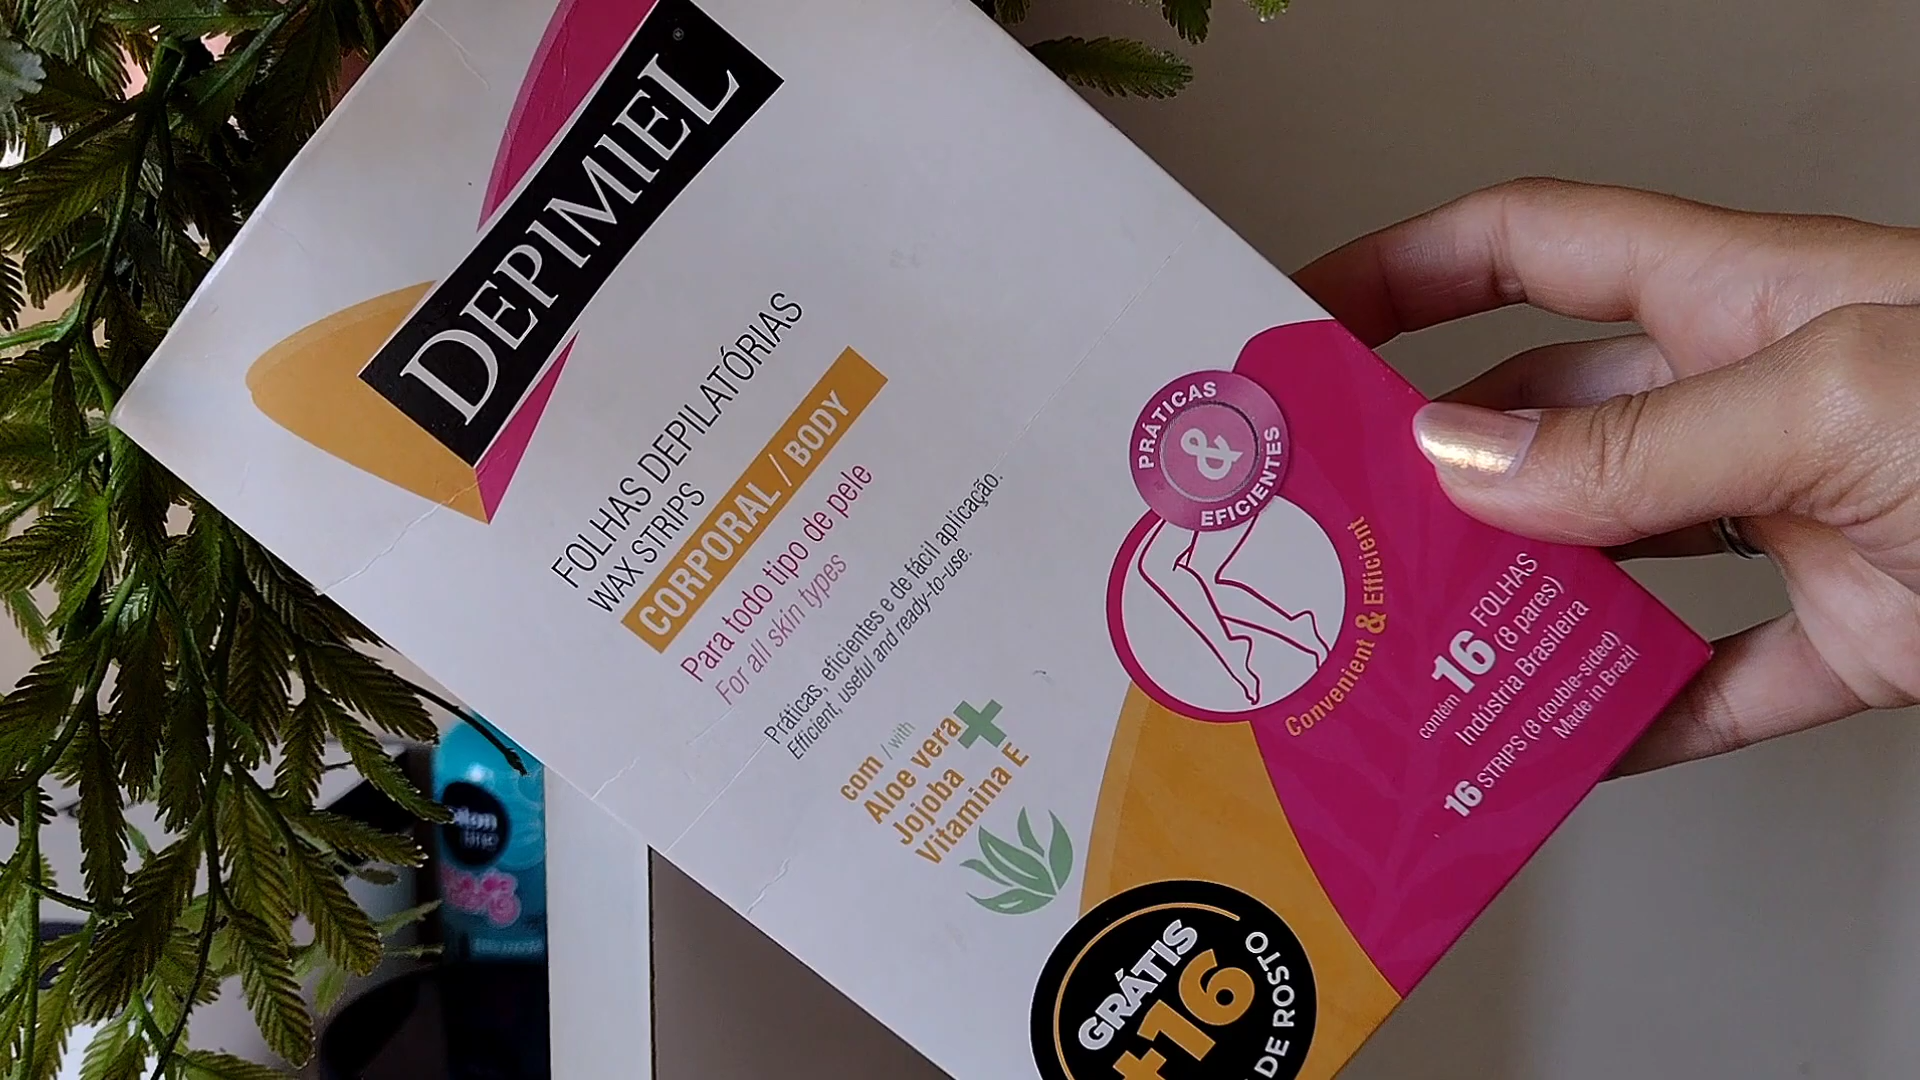 DEPIMIEL®
FOLHAS DEPILATÓRIAS
WAX STRIPS
CORPORAL / BODY
Para todo tipo de pele
For all skin types
Práticas, eficientes e de fácil aplicação.
Efficient, useful and ready-to-use.
com / with
Aloe vera
Jojoba
Vitamina E
PRÁTICAS
&
EFICIENTES
Convenient & Efficient
contém 16 FOLHAS
(8 pares)
Indústria Brasileira
16 STRIPS (8 double-sided)
Made in Brazil
GRÁTIS
+16
DE ROSTO